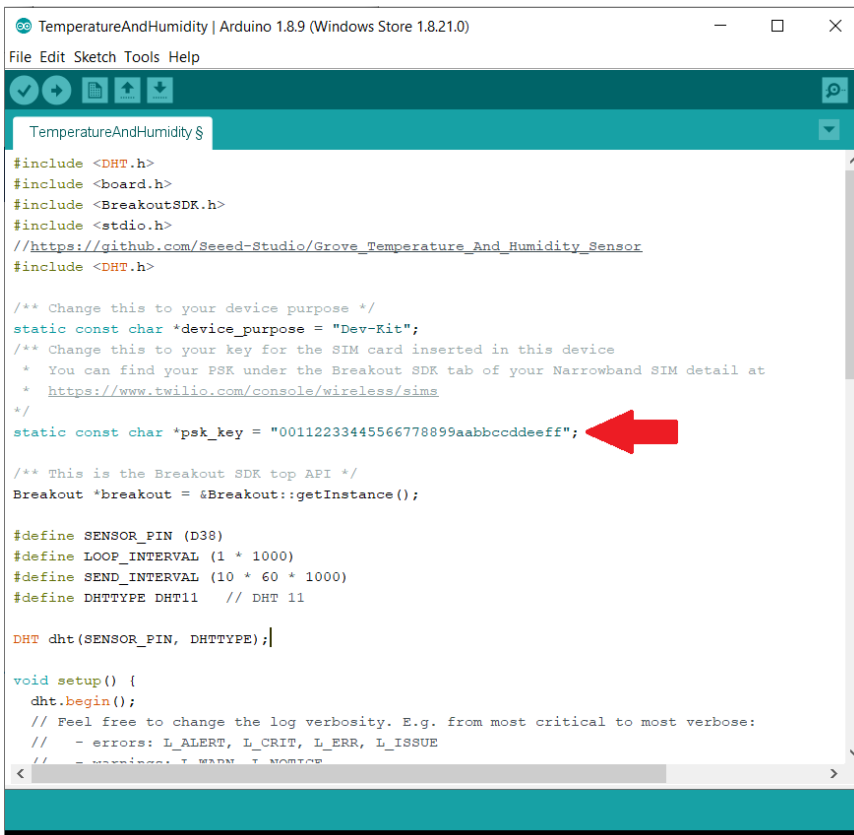 TemperatureAndHumidity | Arduino 1.8.9 (Windows Store 1.8.21.0)
File Edit Sketch Tools Help
TemperatureAndHumidity §
#include <DHT.h>
#include <board.h>
#include <BreakoutSDK.h>
#include <stdio.h>
//https://github.com/Seeed-Studio/Grove_Temperature_And_Humidity_Sensor
#include <DHT.h>
/** Change this to your device purpose */
static const char *device_purpose = "Dev-Kit";
/** Change this to your key for the SIM card inserted in this device
 *  You can find your PSK under the Breakout SDK tab of your Narrowband SIM detail at
 *  https://www.twilio.com/console/wireless/sims
*/
static const char *psk_key = "00112233445566778899aabbccddeeff";
/** This is the Breakout SDK top API */
Breakout *breakout = &Breakout::getInstance();
#define SENSOR_PIN (D38)
#define LOOP_INTERVAL (1 * 1000)
#define SEND_INTERVAL (10 * 60 * 1000)
#define DHTTYPE DHT11   // DHT 11
DHT dht(SENSOR_PIN, DHTTYPE);
void setup() {
  dht.begin();
  // Feel free to change the log verbosity. E.g. from most critical to most verbose:
  //   - errors: L_ALERT, L_CRIT, L_ERR, L_ISSUE
  //   - warnings: L_WARN, L_NOTICE